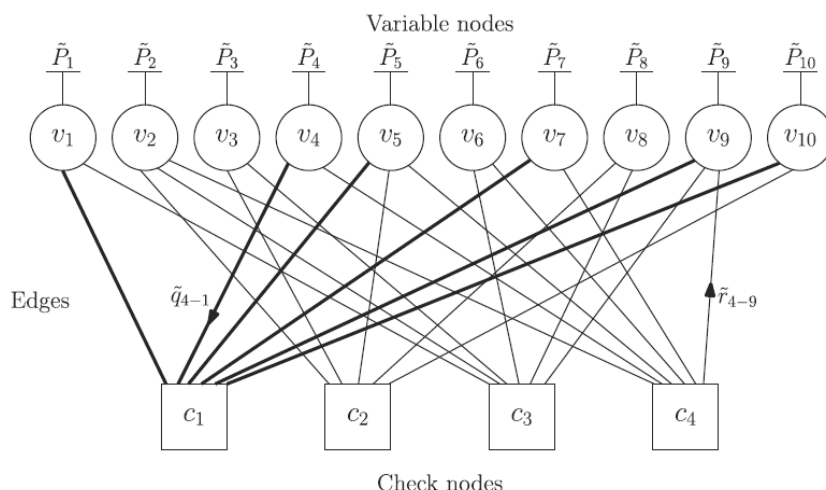 Variable nodes
P̃₁ P̃₂ P̃₃ P̃₄ P̃₅ P̃₆ P̃₇ P̃₈ P̃₉ P̃₁₀
v₁ v₂ v₃ v₄ v₅ v₆ v₇ v₈ v₉ v₁₀
Edges q̃₄₋₁ r̃₄₋₉
c₁ c₂ c₃ c₄
Check nodes